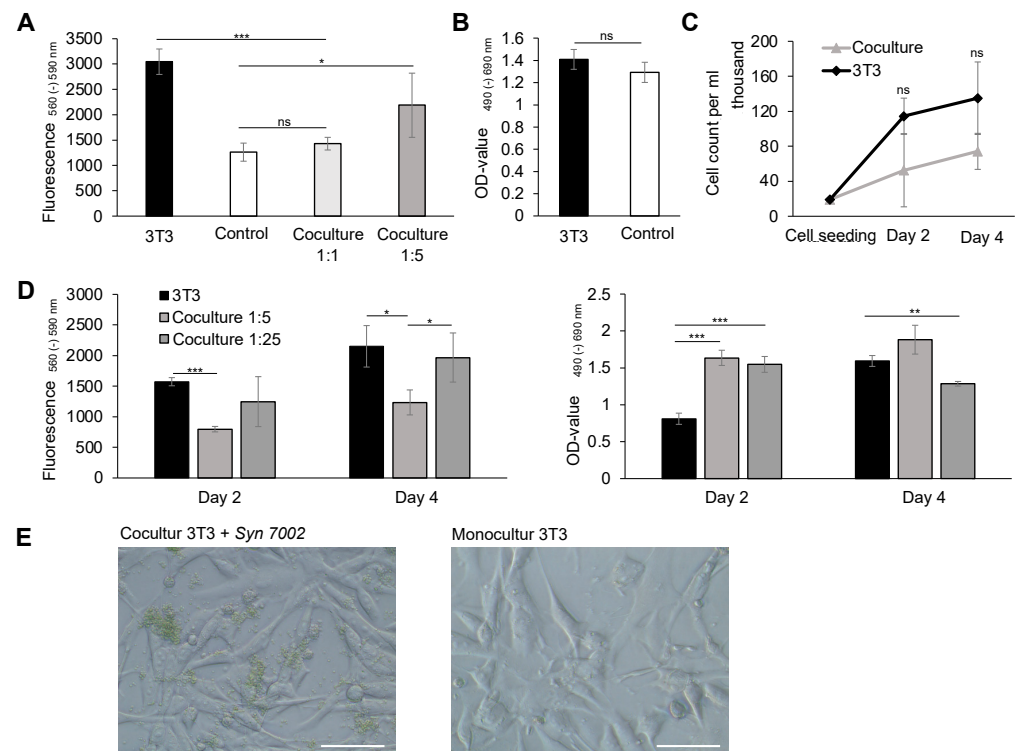 A
Fluorescence 560 (-) 590 nm
3500
3000
2500
2000
1500
1000
500
0
***
*
ns
3T3
Control
Coculture
1:1
Coculture
1:5
B
OD-value 490 (-) 690 nm
1.6
1.4
1.2
1
0.8
0.6
0.4
0.2
0
ns
3T3
Control
C
Cell count per ml
thousand
200
160
120
80
40
0
Coculture
3T3
ns
ns
Cell seeding
Day 2
Day 4
D
Fluorescence 560 (-) 590 nm
3000
2500
2000
1500
1000
500
0
3T3
Coculture 1:5
Coculture 1:25
***
*
*
Day 2
Day 4
OD-value 490 (-) 690 nm
2.5
2
1.5
1
0.5
0
***
***
**
Day 2
Day 4
E
Cocultur 3T3 + Syn 7002
Monocultur 3T3